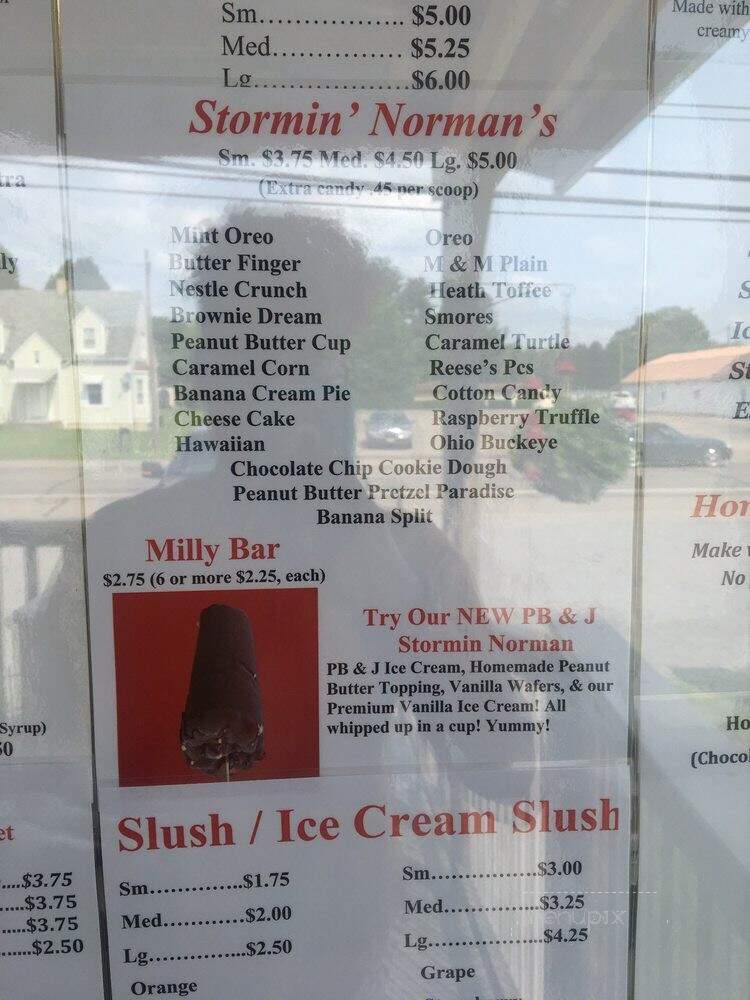 Sm................ $5.00
Med................ $5.25
Lg..................$6.00
Stormin' Norman's
Sm. $3.75 Med. $4.50 Lg. $5.00
(Extra candy .45 per scoop)
Mint Oreo
Butter Finger
Nestle Crunch
Brownie Dream
Peanut Butter Cup
Caramel Corn
Banana Cream Pie
Cheese Cake
Hawaiian
Oreo
M & M Plain
Heath Toffee
Smores
Caramel Turtle
Reese's Pcs
Cotton Candy
Raspberry Truffle
Ohio Buckeye
Chocolate Chip Cookie Dough
Peanut Butter Pretzel Paradise
Banana Split
Milly Bar
$2.75 (6 or more $2.25, each)
Try Our NEW PB & J
Stormin Norman
PB & J Ice Cream, Homemade Peanut
Butter Topping, Vanilla Wafers, & our
Premium Vanilla Ice Cream! All
whipped up in a cup! Yummy!
Slush / Ice Cream Slush
Sm..............$1.75
Med............$2.00
Lg...............$2.50
Orange
Sm................$3.00
Med..............$3.25
Lg.................$4.25
Grape
Syrup)
....$3.75
.....$3.75
.....$3.75
.....$2.50
Made with
creamy
Make
No
(Chocol
menupix